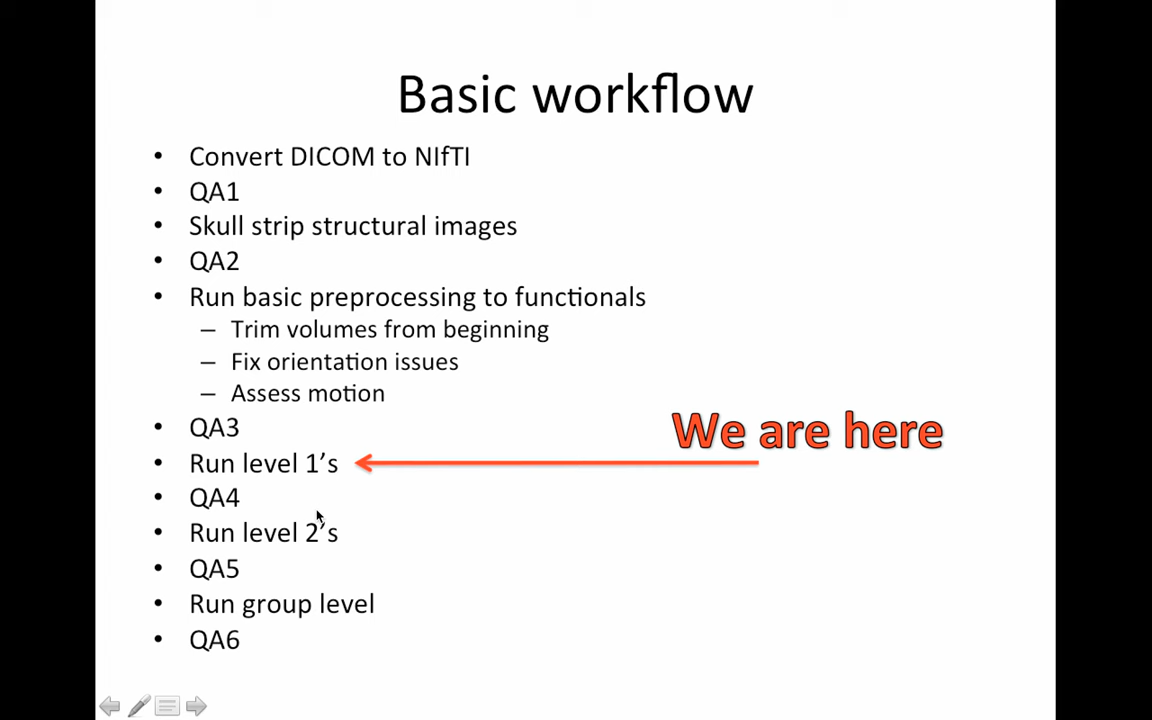 Basic workflow
• Convert DICOM to NIfTI
• QA1
• Skull strip structural images
• QA2
• Run basic preprocessing to functionals
– Trim volumes from beginning
– Fix orientation issues
– Assess motion
• QA3
We are here
• Run level 1's
• QA4
• Run level 2's
• QA5
• Run group level
• QA6